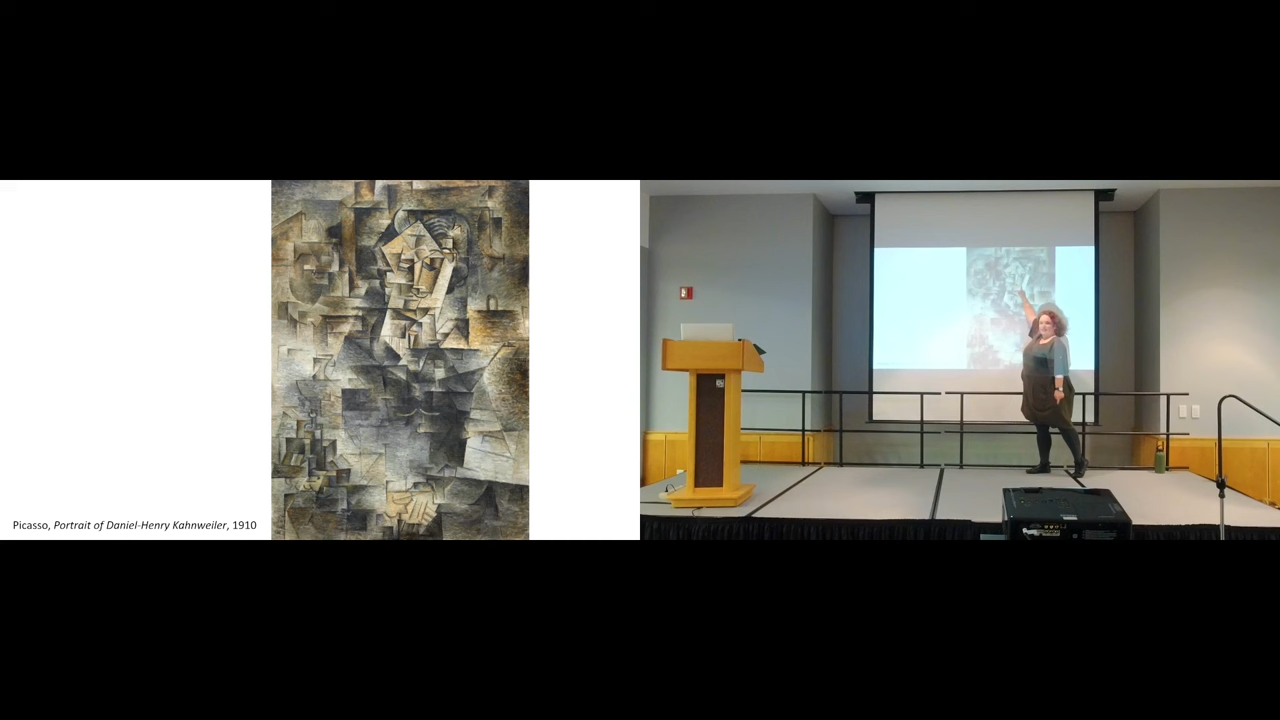 Picasso, Portrait of Daniel-Henry Kahnweiler, 1910